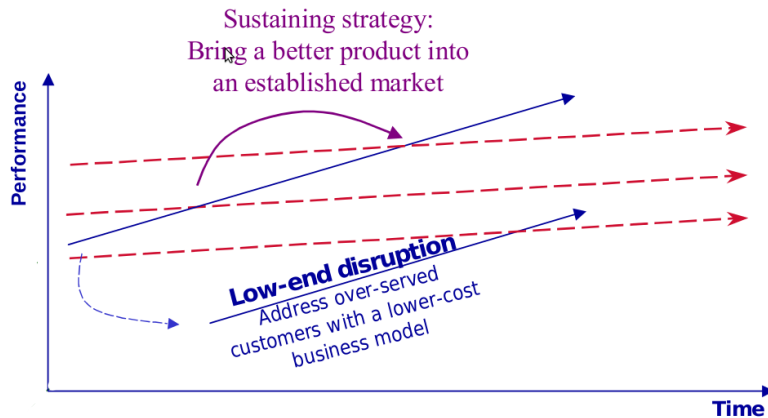 Sustaining strategy:
Bring a better product into
an established market
Performance
Low-end disruption
Address over-served
customers with a lower-cost
business model
Time